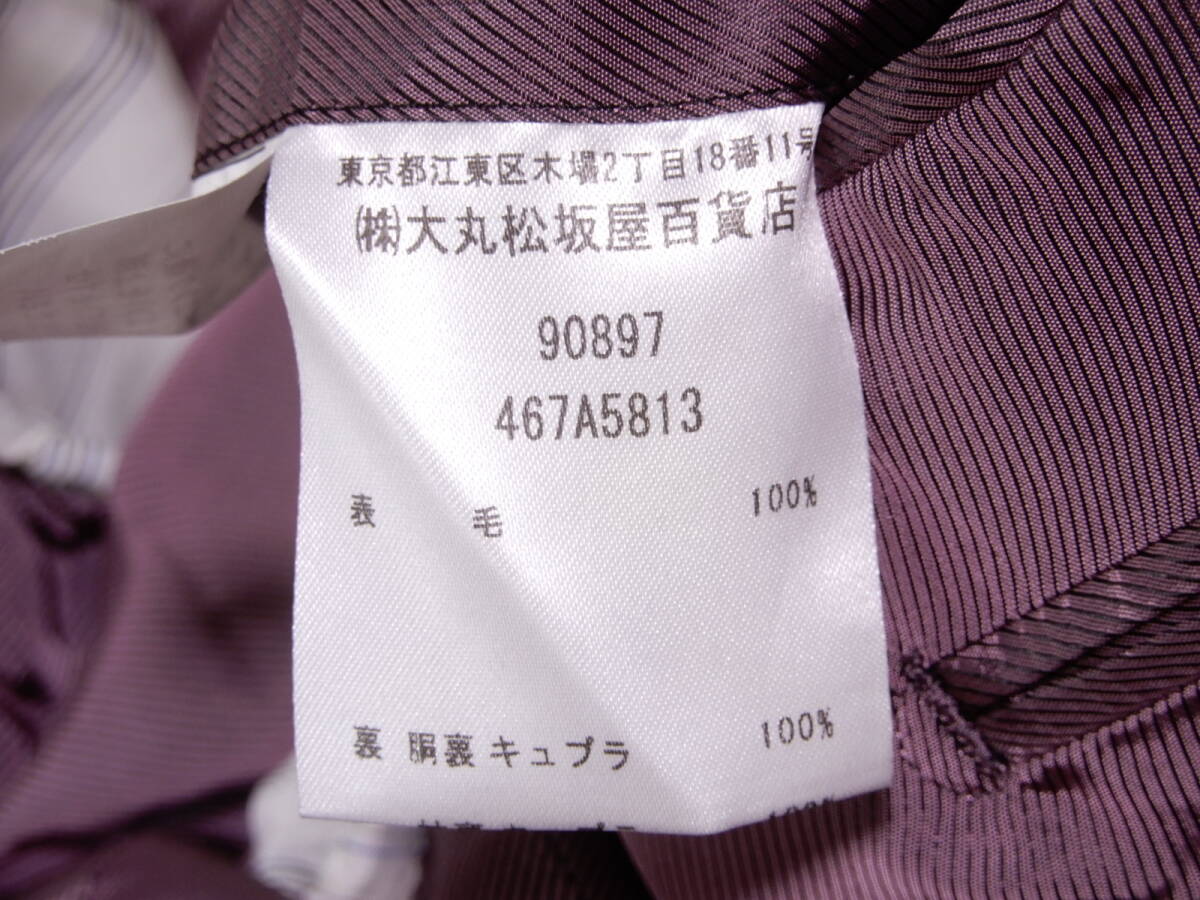 東京都江東区木場2丁目18番11号
(株)大丸松坂屋百貨店
90897
467A5813
表 毛 100%
裏 胴裏 キュプラ 100%